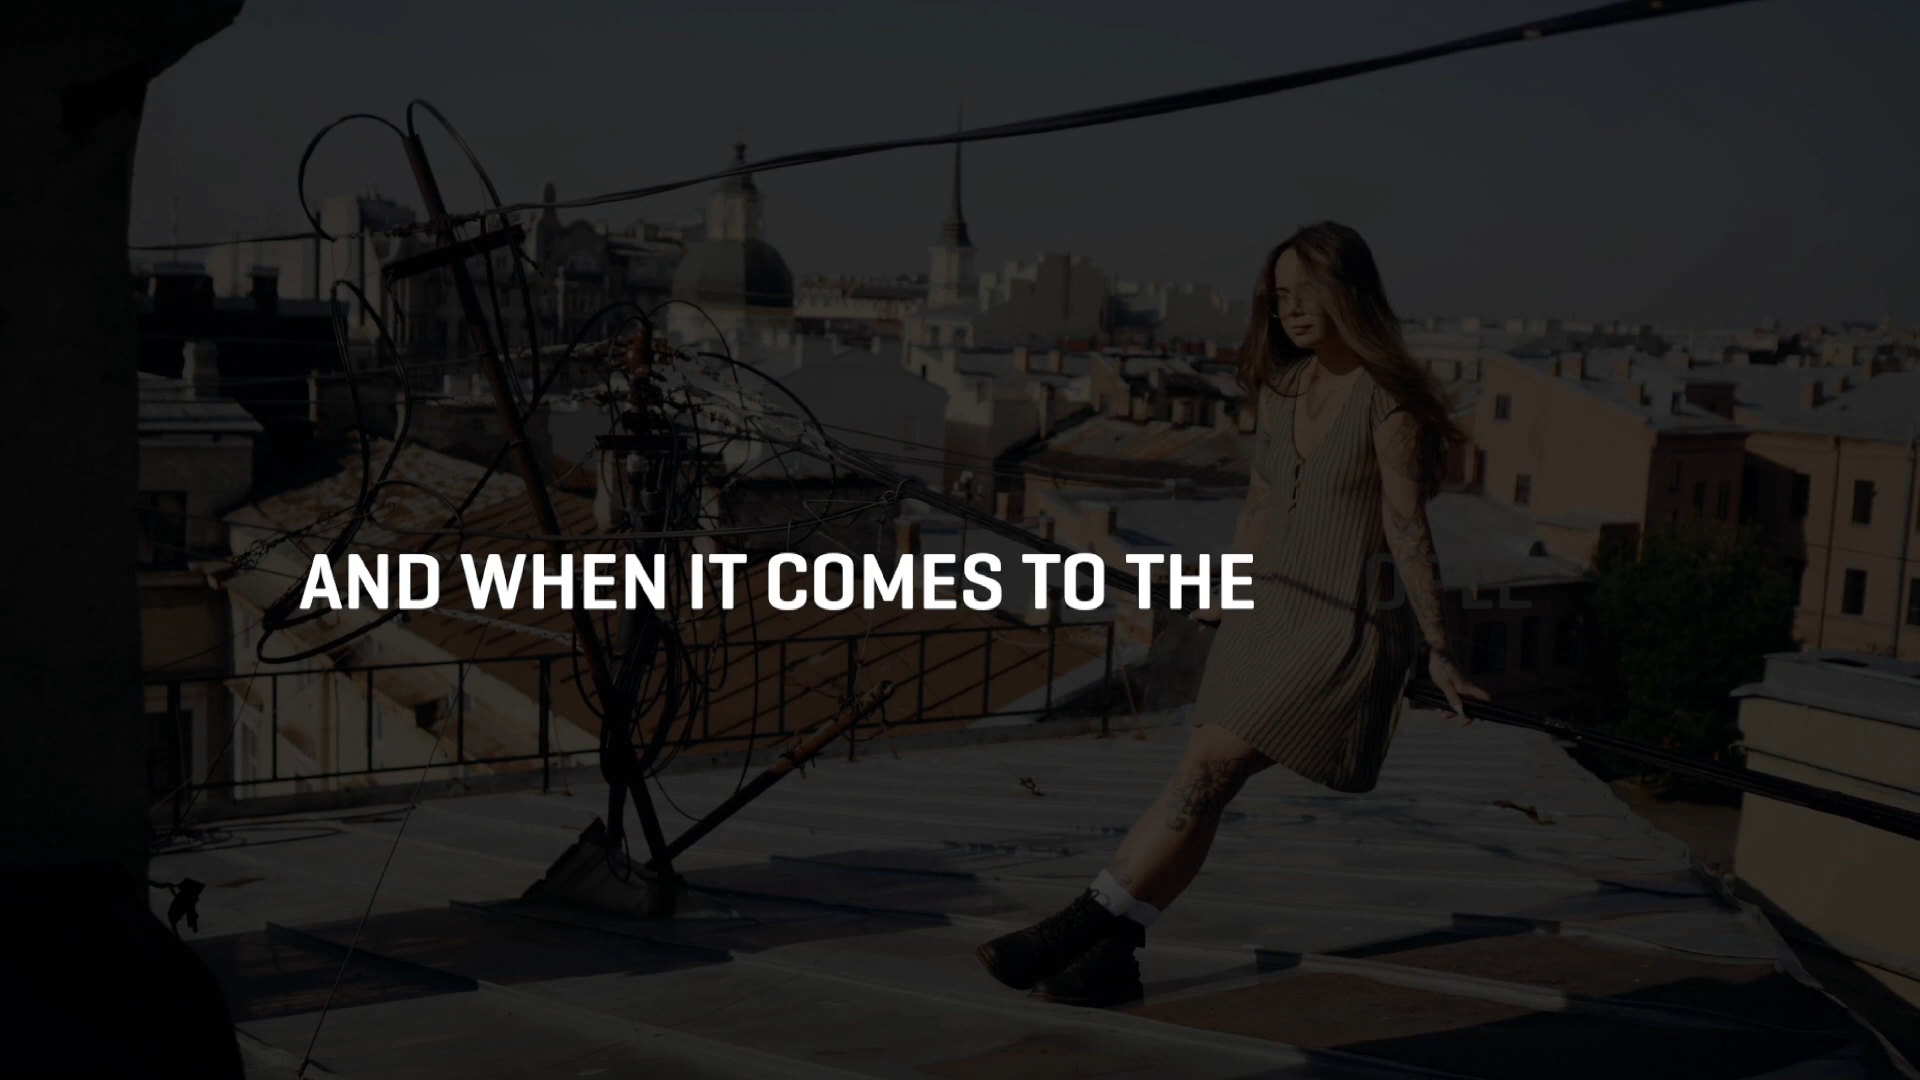 AND WHEN IT COMES TO THE